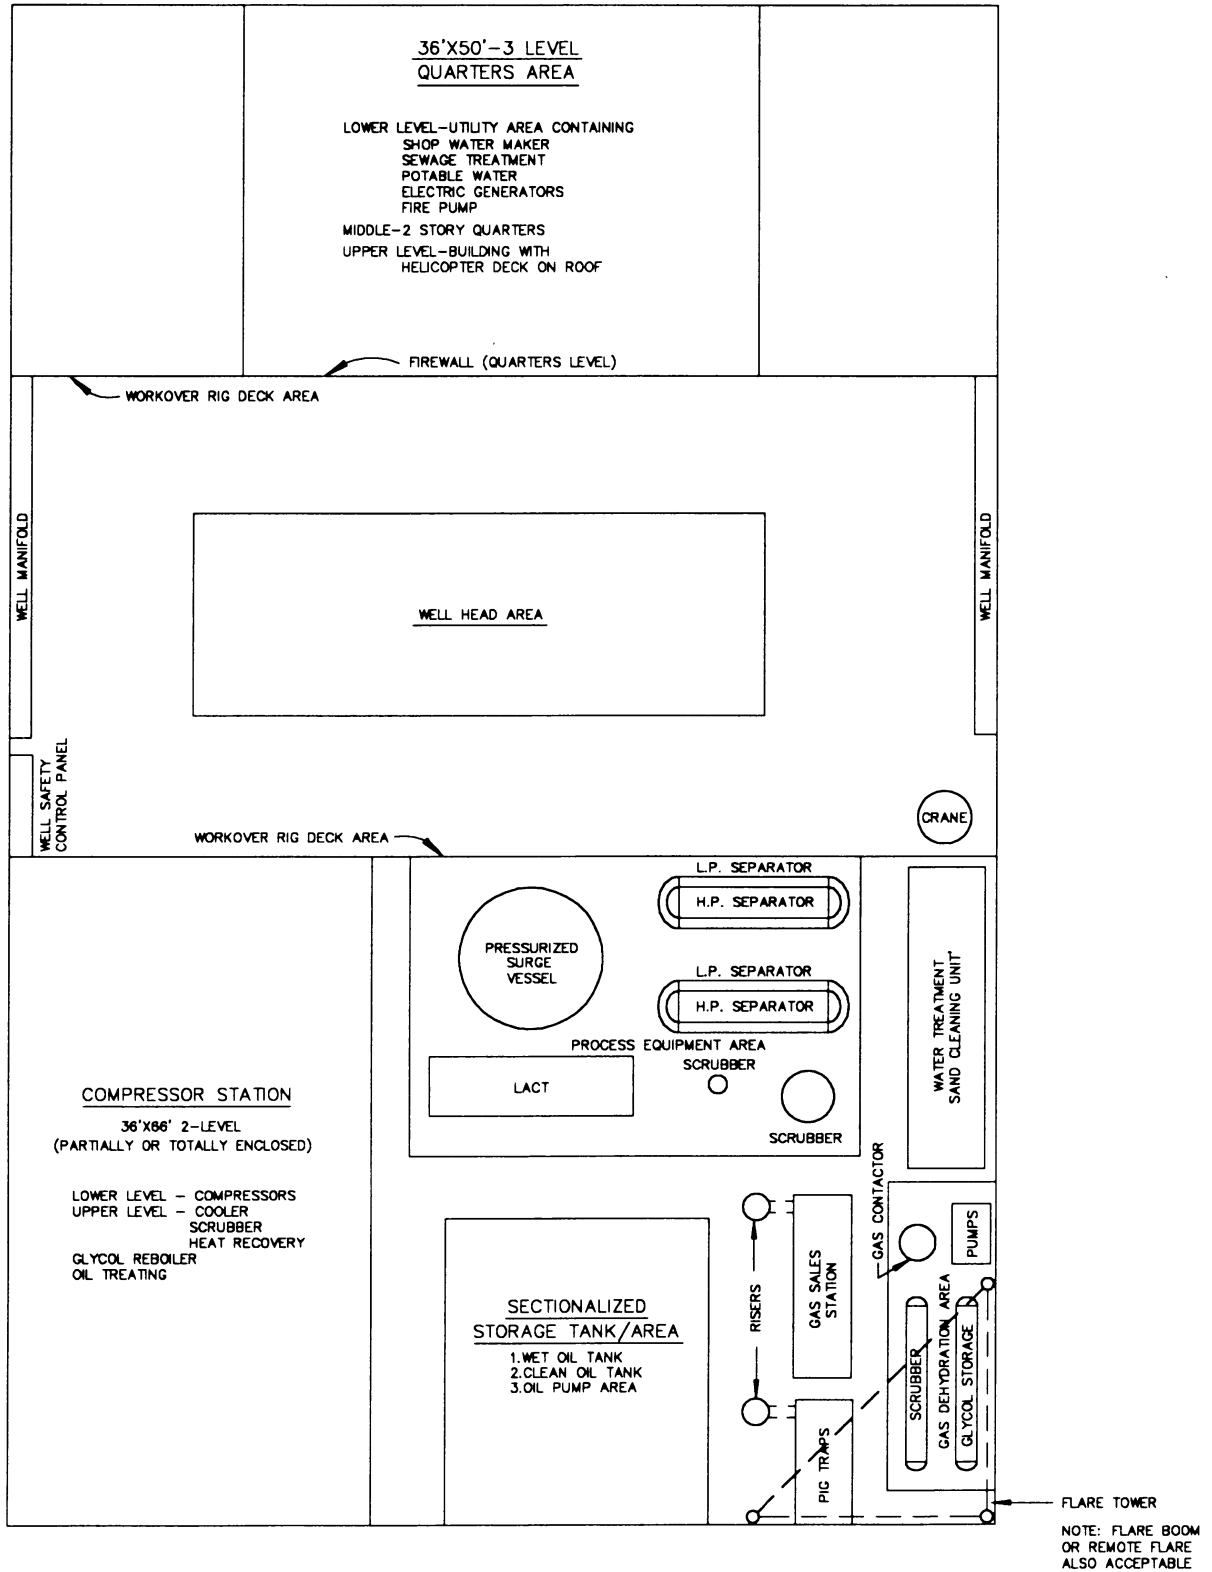 36'X50'-3 LEVEL
QUARTERS AREA
LOWER LEVEL-UTILITY AREA CONTAINING
SHOP WATER MAKER
SEWAGE TREATMENT
POTABLE WATER
ELECTRIC GENERATORS
FIRE PUMP
MIDDLE-2 STORY QUARTERS
UPPER LEVEL-BUILDING WITH
HELICOPTER DECK ON ROOF
FIREWALL (QUARTERS LEVEL)
WORKOVER RIG DECK AREA
WELL MANIFOLD
WELL HEAD AREA
WELL MANIFOLD
WELL SAFETY
CONTROL PANEL
CRANE
WORKOVER RIG DECK AREA
L.P. SEPARATOR
H.P. SEPARATOR
PRESSURIZED
SURGE
VESSEL
L.P. SEPARATOR
H.P. SEPARATOR
PROCESS EQUIPMENT AREA
SCRUBBER
LACT
SCRUBBER
WATER TREATMENT
SAND CLEANING UNIT'
COMPRESSOR STATION
36'X66' 2-LEVEL
(PARTIALLY OR TOTALLY ENCLOSED)
LOWER LEVEL - COMPRESSORS
UPPER LEVEL - COOLER
SCRUBBER
HEAT RECOVERY
GLYCOL REBOILER
OIL TREATING
SECTIONALIZED
STORAGE TANK/AREA
1.WET OIL TANK
2.CLEAN OIL TANK
3.OIL PUMP AREA
RISERS
GAS SALES
STATION
PIG TRAPS
GAS CONTACTOR
PUMPS
SCRUBBER
GAS DEHYDRATION AREA
GLYCOL STORAGE
FLARE TOWER
NOTE: FLARE BOOM
OR REMOTE FLARE
ALSO ACCEPTABLE